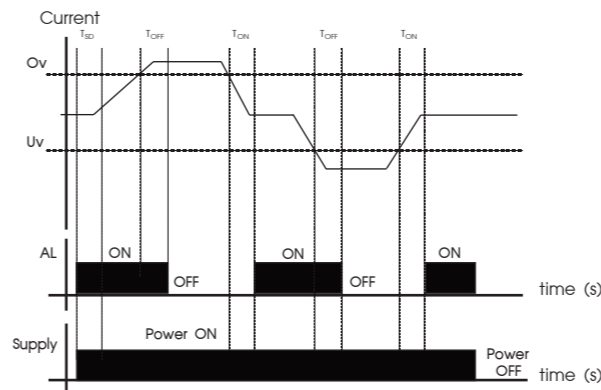 Current
TSD TOFF TON TOFF TON
Ov
Uv
AL
ON ON ON
OFF OFF
time (s)
Supply
Power ON
Power
OFF
time (s)